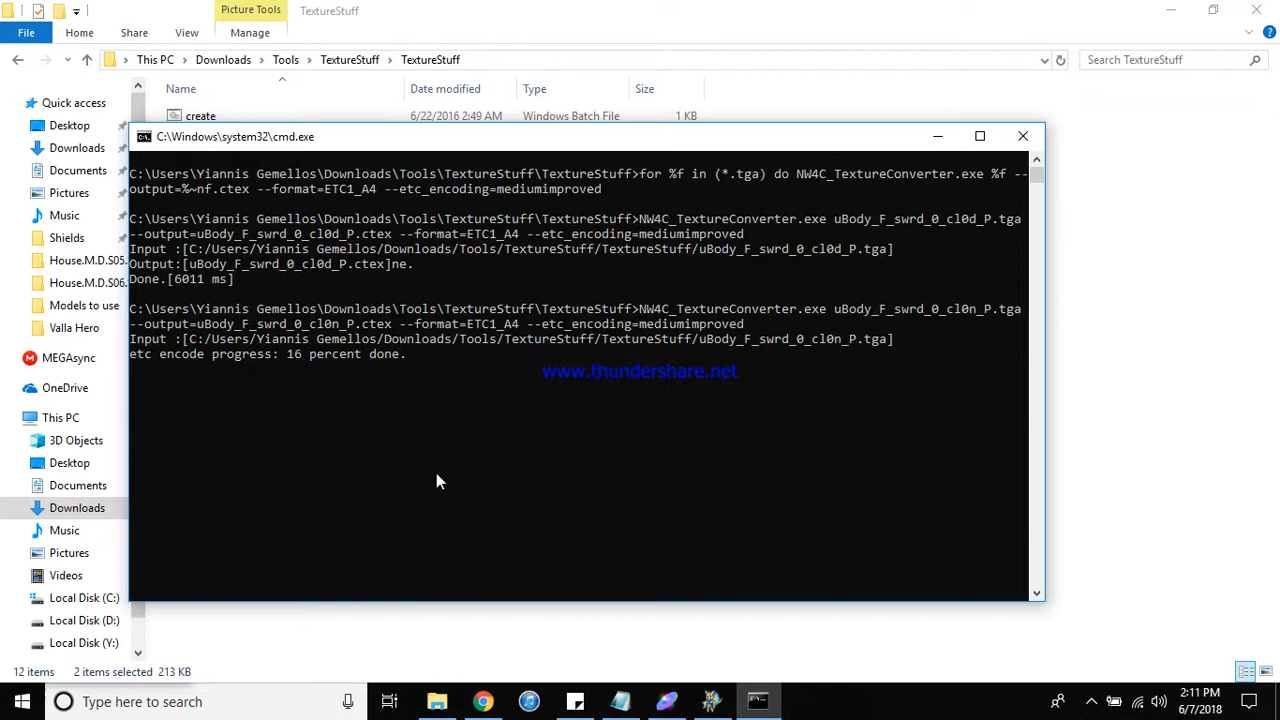 Picture Tools
TextureStuff
File
Home
Share
View
Manage
This PC
Downloads
Tools
TextureStuff
TextureStuff
Search TextureStuff
Name
Date modified
Type
Size
create
6/22/2016 2:49 AM
Windows Batch File
1 KB
Quick access
Desktop
Downloads
Documents
Pictures
Music
Shields
House.M.D.S05.
House.M.D.S06.
Models to use
Valla Hero
MEGAsync
OneDrive
This PC
3D Objects
Desktop
Documents
Downloads
Music
Pictures
Videos
Local Disk (C:)
Local Disk (D:)
Local Disk (Y:)
C:\Windows\system32\cmd.exe
C:\Users\Yiannis Gemellos\Downloads\Tools\TextureStuff\TextureStuff>for %f in (*.tga) do NW4C_TextureConverter.exe %f --
output=%~nf.ctex --format=ETC1_A4 --etc_encoding=mediumimproved
C:\Users\Yiannis Gemellos\Downloads\Tools\TextureStuff\TextureStuff>NW4C_TextureConverter.exe uBody_F_swrd_0_cl0d_P.tga
--output=uBody_F_swrd_0_cl0d_P.ctex --format=ETC1_A4 --etc_encoding=mediumimproved
Input :[C:/Users/Yiannis Gemellos/Downloads/Tools/TextureStuff/TextureStuff/uBody_F_swrd_0_cl0d_P.tga]
Output:[uBody_F_swrd_0_cl0d_P.ctex]ne.
Done.[6011 ms]
C:\Users\Yiannis Gemellos\Downloads\Tools\TextureStuff\TextureStuff>NW4C_TextureConverter.exe uBody_F_swrd_0_cl0n_P.tga
--output=uBody_F_swrd_0_cl0n_P.ctex --format=ETC1_A4 --etc_encoding=mediumimproved
Input :[C:/Users/Yiannis Gemellos/Downloads/Tools/TextureStuff/TextureStuff/uBody_F_swrd_0_cl0n_P.tga]
etc encode progress: 16 percent done.
www.thundershare.net
12 items
2 items selected 213 KB
Type here to search
2:11 PM
6/7/2018